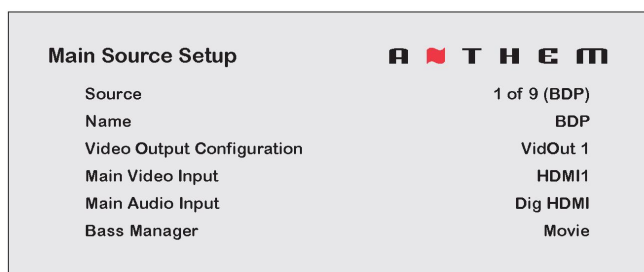 Main Source Setup ANTHEM
Source 1 of 9 (BDP)
Name BDP
Video Output Configuration VidOut 1
Main Video Input HDMI1
Main Audio Input Dig HDMI
Bass Manager Movie